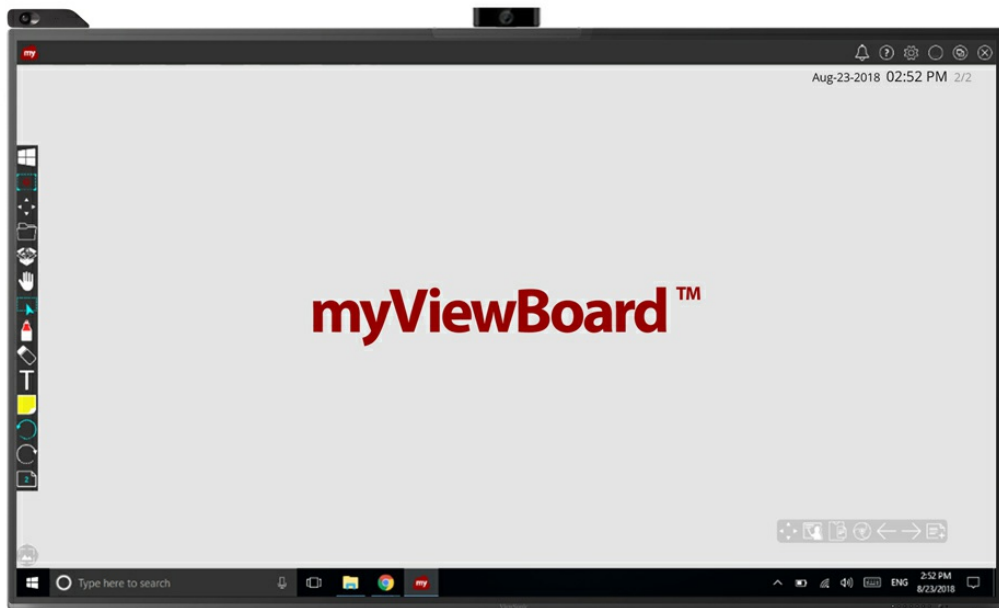 my
Aug-23-2018 02:52 PM 2/2
myViewBoard™
T
2
Type here to search
my
ENG
2:52 PM
8/23/2018